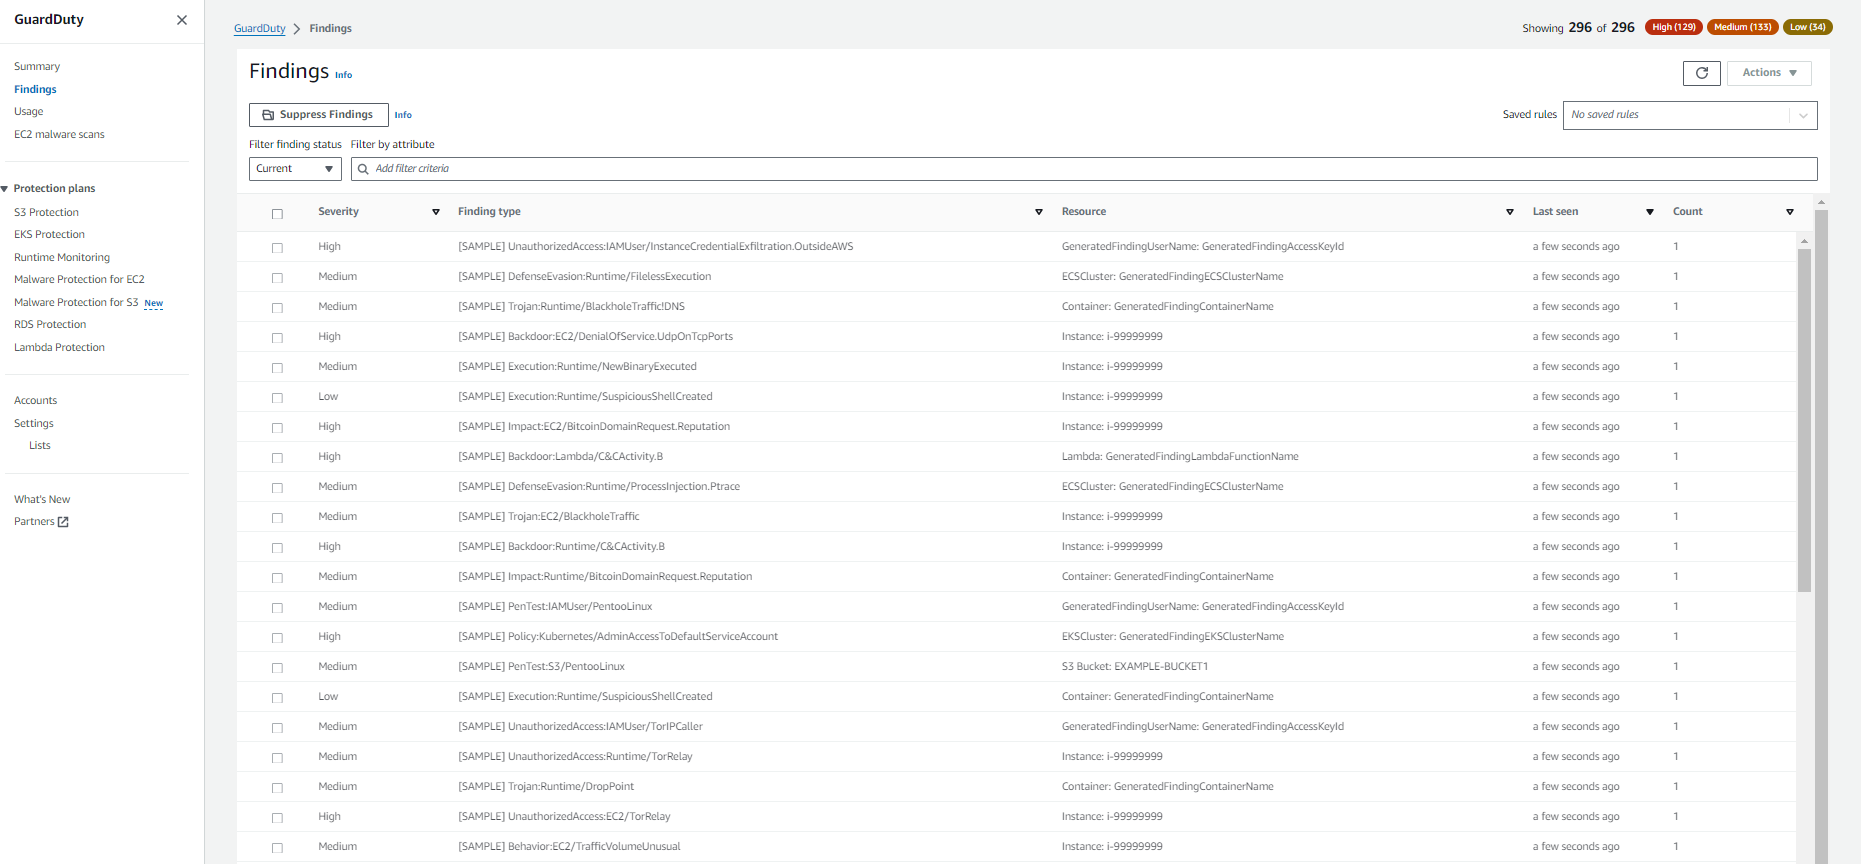 GuardDuty
Summary
Findings
Usage
EC2 malware scans
Protection plans
S3 Protection
EKS Protection
Runtime Monitoring
Malware Protection for EC2
Malware Protection for S3 New
RDS Protection
Lambda Protection
Accounts
Settings
Lists
What's New
Partners
GuardDuty Findings
Showing 296 of 296 High (129) Medium (133) Low (34)
Findings Info
Actions
Suppress Findings Info
Saved rules No saved rules
Filter finding status Filter by attribute
Current Add filter criteria
Severity Finding type Resource Last seen Count
High [SAMPLE] UnauthorizedAccess:IAMUser/InstanceCredentialExfiltration.OutsideAWS GeneratedFindingUserName: GeneratedFindingAccessKeyId a few seconds ago 1
Medium [SAMPLE] DefenseEvasion:Runtime/FilelessExecution ECSCluster: GeneratedFindingECSClusterName a few seconds ago 1
Medium [SAMPLE] Trojan:Runtime/BlackholeTraffic!DNS Container: GeneratedFindingContainerName a few seconds ago 1
High [SAMPLE] Backdoor:EC2/DenialOfService.UdpOnTcpPorts Instance: i-99999999 a few seconds ago 1
Medium [SAMPLE] Execution:Runtime/NewBinaryExecuted Instance: i-99999999 a few seconds ago 1
Low [SAMPLE] Execution:Runtime/SuspiciousShellCreated Instance: i-99999999 a few seconds ago 1
High [SAMPLE] Impact:EC2/BitcoinDomainRequest.Reputation Instance: i-99999999 a few seconds ago 1
High [SAMPLE] Backdoor:Lambda/C&CActivity.B Lambda: GeneratedFindingLambdaFunctionName a few seconds ago 1
Medium [SAMPLE] DefenseEvasion:Runtime/ProcessInjection.Ptrace ECSCluster: GeneratedFindingECSClusterName a few seconds ago 1
Medium [SAMPLE] Trojan:EC2/BlackholeTraffic Instance: i-99999999 a few seconds ago 1
High [SAMPLE] Backdoor:Runtime/C&CActivity.B Instance: i-99999999 a few seconds ago 1
Medium [SAMPLE] Impact:Runtime/BitcoinDomainRequest.Reputation Container: GeneratedFindingContainerName a few seconds ago 1
Medium [SAMPLE] PenTest:IAMUser/PentooLinux GeneratedFindingUserName: GeneratedFindingAccessKeyId a few seconds ago 1
High [SAMPLE] Policy:Kubernetes/AdminAccessToDefaultServiceAccount EKSCluster: GeneratedFindingEKSClusterName a few seconds ago 1
Medium [SAMPLE] PenTest:S3/PentooLinux S3 Bucket: EXAMPLE-BUCKET1 a few seconds ago 1
Low [SAMPLE] Execution:Runtime/SuspiciousShellCreated Container: GeneratedFindingContainerName a few seconds ago 1
Medium [SAMPLE] UnauthorizedAccess:IAMUser/TorIPCaller GeneratedFindingUserName: GeneratedFindingAccessKeyId a few seconds ago 1
Medium [SAMPLE] UnauthorizedAccess:Runtime/TorRelay Instance: i-99999999 a few seconds ago 1
Medium [SAMPLE] Trojan:Runtime/DropPoint Container: GeneratedFindingContainerName a few seconds ago 1
High [SAMPLE] UnauthorizedAccess:EC2/TorRelay Instance: i-99999999 a few seconds ago 1
Medium [SAMPLE] Behavior:EC2/TrafficVolumeUnusual Instance: i-99999999 a few seconds ago 1